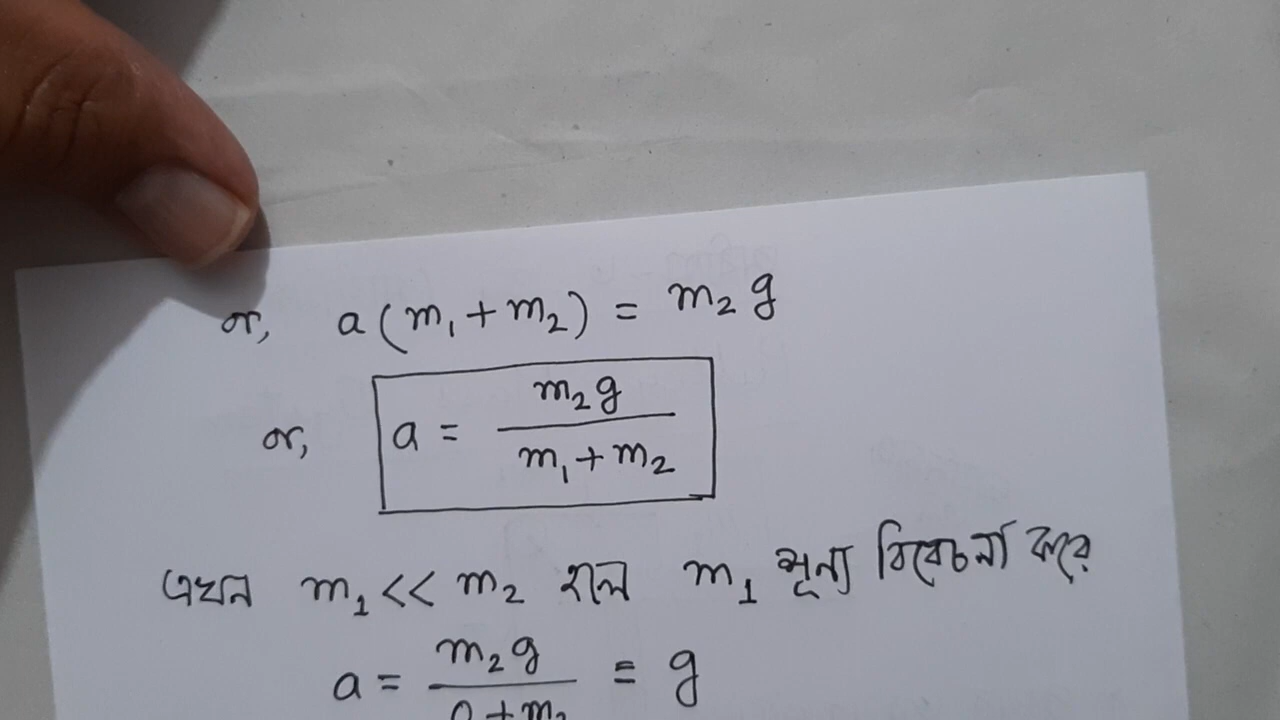 or, a(m₁+m₂) = m₂g
or, a = m₂g / m₁+m₂
এখন m₁<< m₂ হলে m₁ শূন্য বিবেচনা করে
a = m₂g / 0+m₂ = g